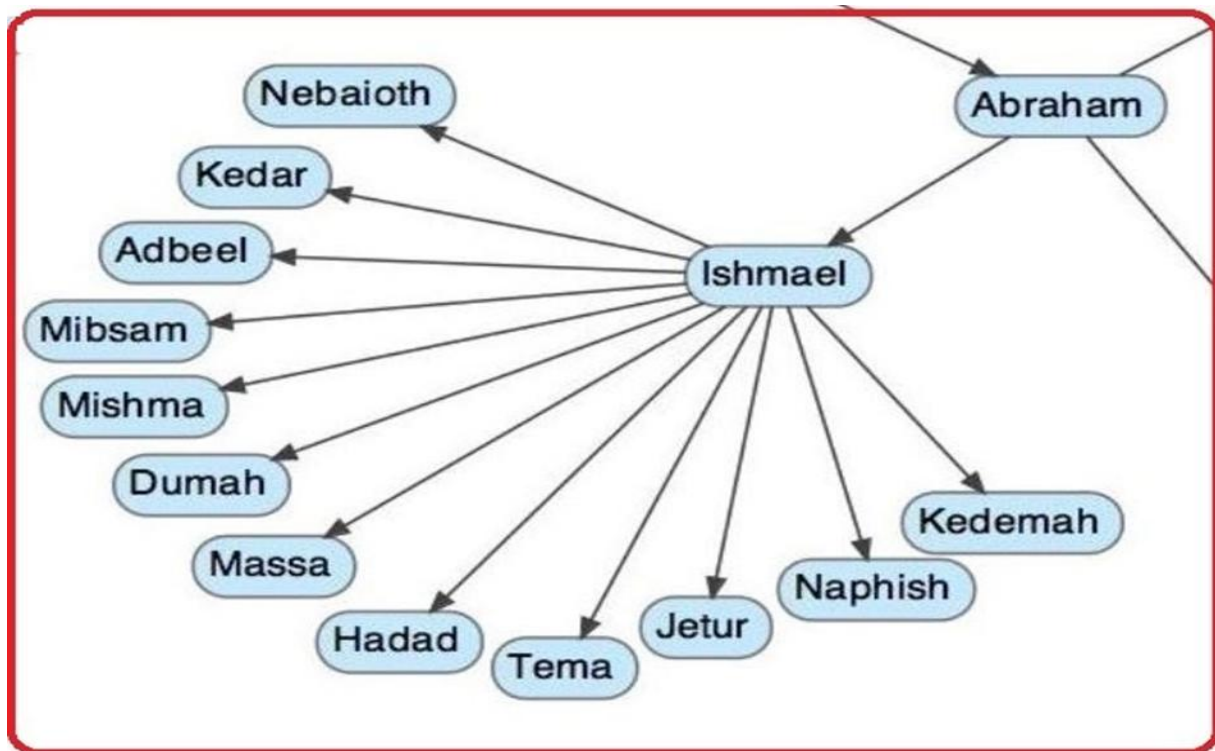 Nebaioth
Abraham
Kedar
Adbeel
Ishmael
Mibsam
Mishma
Dumah
Massa
Kedemah
Naphish
Hadad
Jetur
Tema